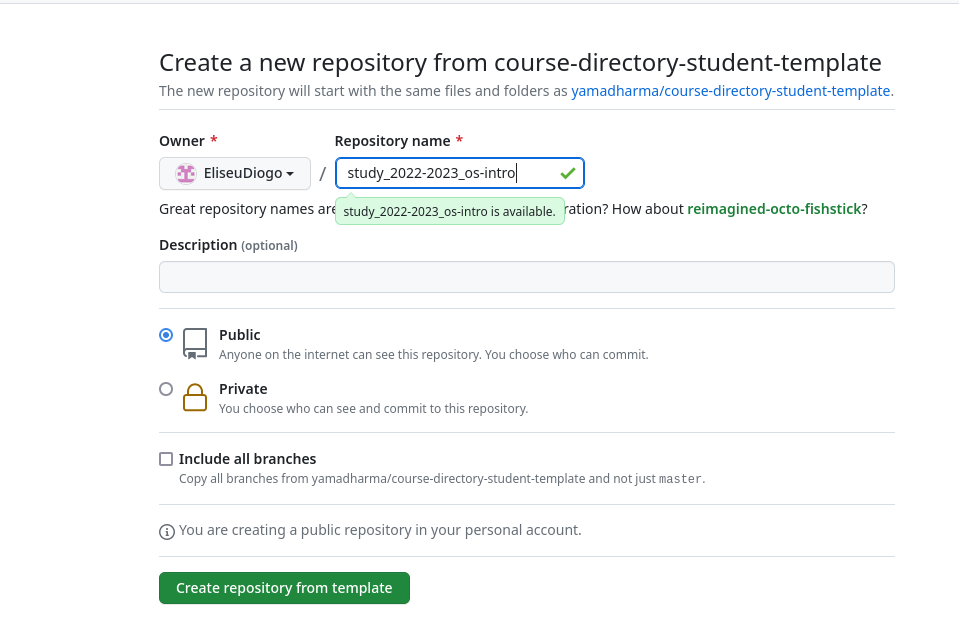 Create a new repository from course-directory-student-template
The new repository will start with the same files and folders as yamadharma/course-directory-student-template.
Owner * Repository name *
EliseuDiogo / study_2022-2023_os-intro
Great repository names are ration? How about reimagined-octo-fishstick?
study_2022-2023_os-intro is available.
Description (optional)
Public
Anyone on the internet can see this repository. You choose who can commit.
Private
You choose who can see and commit to this repository.
Include all branches
Copy all branches from yamadharma/course-directory-student-template and not just master.
You are creating a public repository in your personal account.
Create repository from template